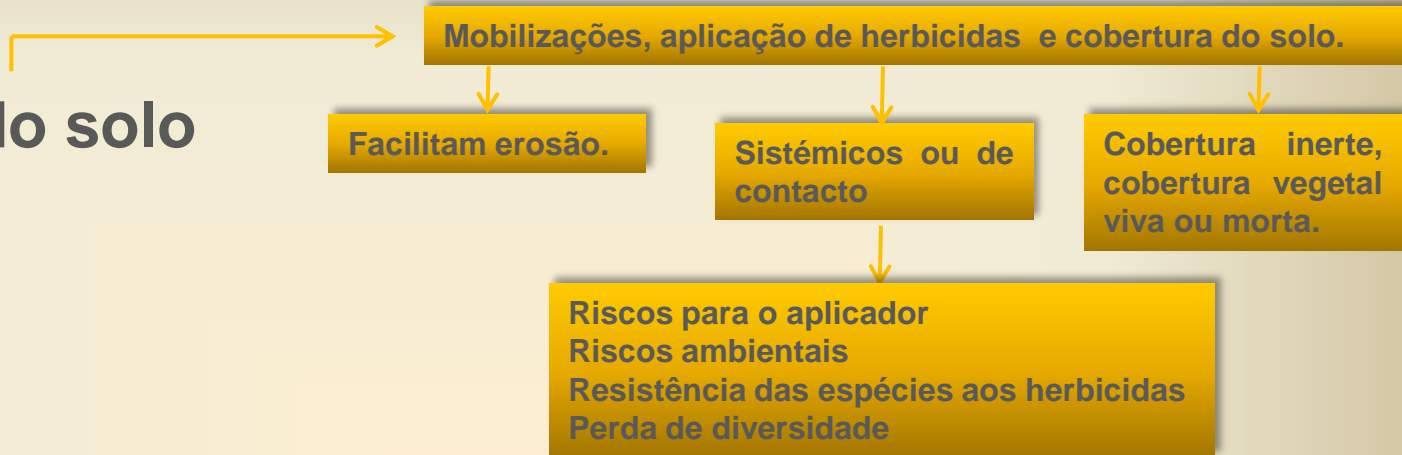 Mobilizações, aplicação de herbicidas e cobertura do solo.
do solo
Facilitam erosão.
Sistémicos ou de
contacto
Cobertura inerte,
cobertura vegetal
viva ou morta.
Riscos para o aplicador
Riscos ambientais
Resistência das espécies aos herbicidas
Perda de diversidade